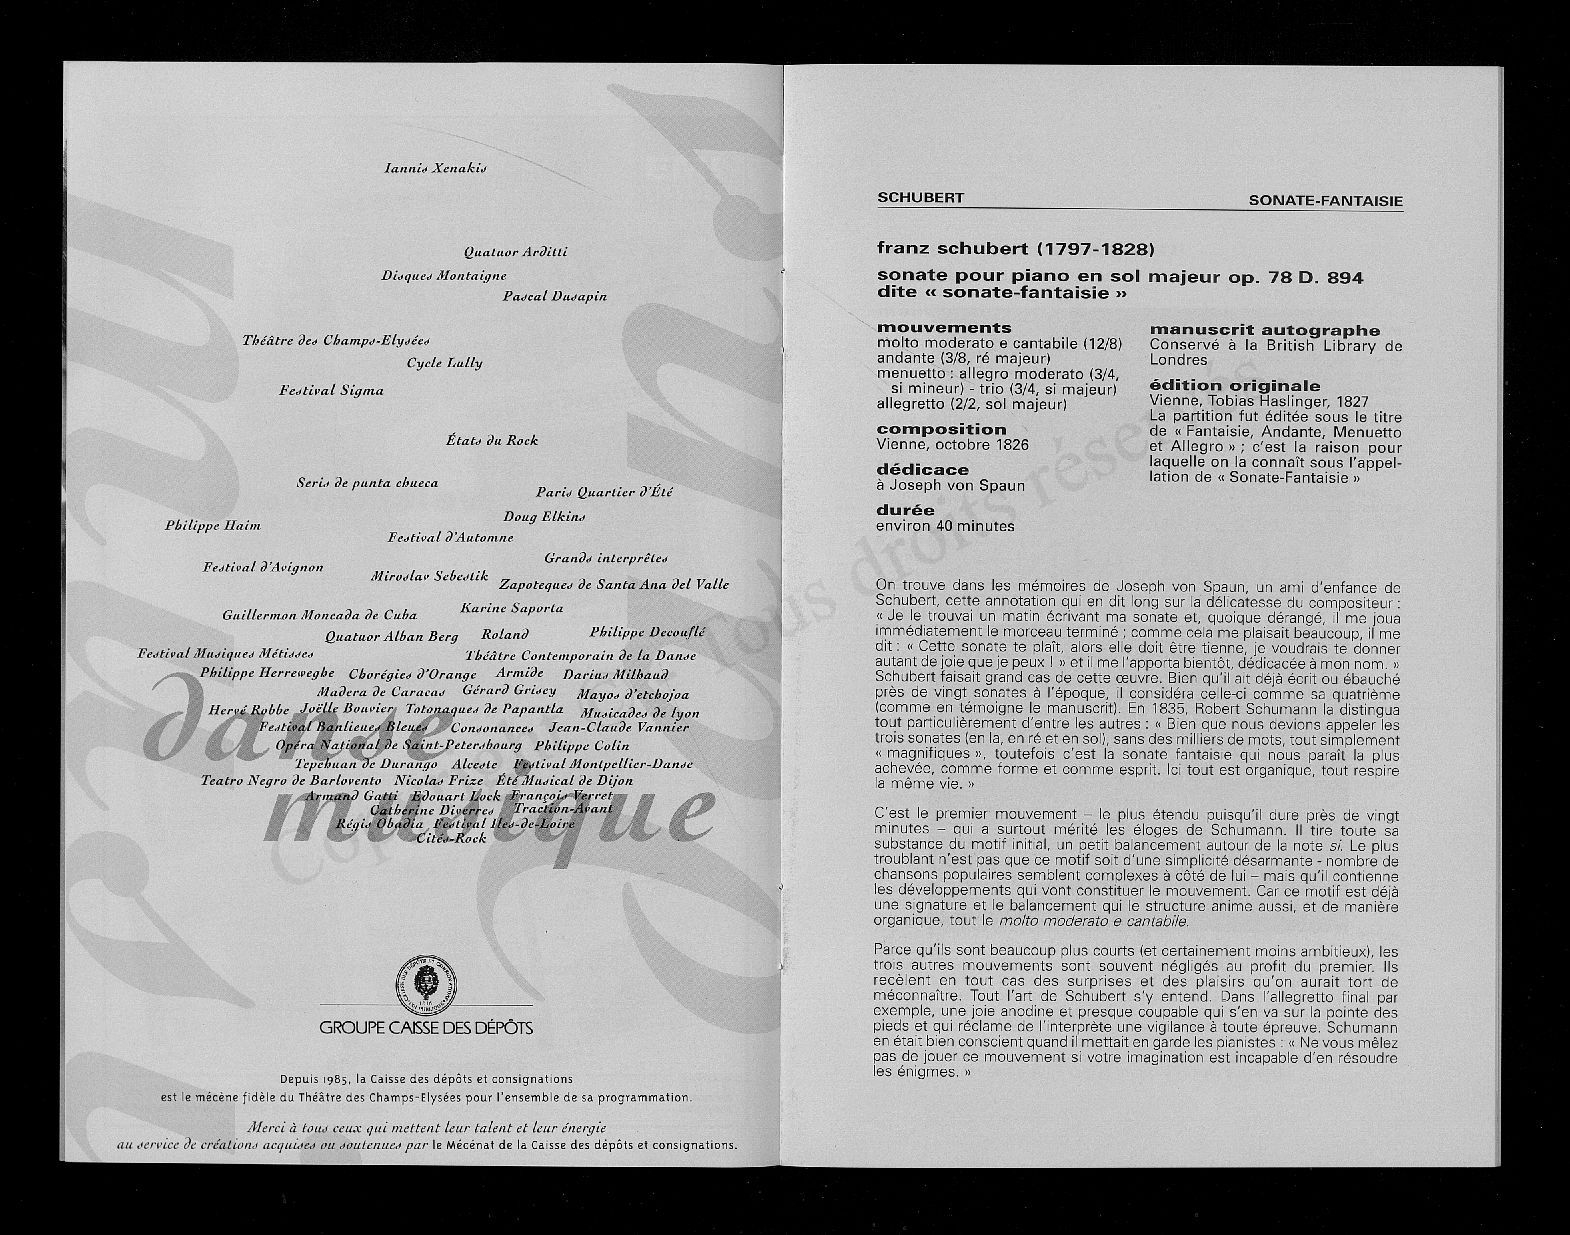 Iannis Xenakis
Quatuor Arditti
Disques Montaigne
Pascal Dusapin
Théâtre des Champs-Elysées
Cycle Lully
Festival Sigma
États du Rock
Seris de punta chueca
Paris Quartier d'Été
Doug Elkins
Philippe Haim
Festival d'Automne
Grands interprètes
Festival d'Avignon
Miroslav Sebestik
Zapoteques de Santa Ana del Valle
Karine Saporta
Guillermon Moncada de Cuba
Quatuor Alban Berg Roland Philippe Decouflé
Festival Musiques Métisses Théâtre Contemporain de la Danse
Philippe Herreweghe Chorégies d'Orange Armide Darius Milhaud
Madera de Caracas Gérard Grisey Mayos d'etchojoa
Hervé Robbe Joëlle Bouvier Totonaques de Papantla Musicades de lyon
Festival Banlieues Bleues Consonances Jean-Claude Vannier
danse
Opéra National de Saint-Petersbourg Philippe Colin
Tepehuan de Durango Alceste Festival Montpellier-Danse
Teatro Negro de Barlovento Nicolas Frize Été Musical de Dijon
Armand Gatti Edouart Lock François Verret
musique
Catherine Diverres Traction-Avant
Régis Obadia Festival Iles-de-Loire
Cités-Rock
GROUPE CAISSE DES DÉPÔTS
Depuis 1985, la Caisse des dépôts et consignations
est le mécène fidèle du Théâtre des Champs-Elysées pour l'ensemble de sa programmation.
Merci à tous ceux qui mettent leur talent et leur énergie
au service de créations acquises ou soutenues par le Mécénat de la Caisse des dépôts et consignations.
SCHUBERT SONATE-FANTAISIE
franz schubert (1797-1828)
sonate pour piano en sol majeur op. 78 D. 894
dite « sonate-fantaisie »
mouvements
molto moderato e cantabile (12/8)
andante (3/8, ré majeur)
menuetto : allegro moderato (3/4,
si mineur) - trio (3/4, si majeur)
allegretto (2/2, sol majeur)
composition
Vienne, octobre 1826
dédicace
à Joseph von Spaun
durée
environ 40 minutes
manuscrit autographe
Conservé à la British Library de
Londres
édition originale
Vienne, Tobias Haslinger, 1827
La partition fut éditée sous le titre
de « Fantaisie, Andante, Menuetto
et Allegro » ; c'est la raison pour
laquelle on la connaît sous l'appel-
lation de « Sonate-Fantaisie »
On trouve dans les mémoires de Joseph von Spaun, un ami d'enfance de
Schubert, cette annotation qui en dit long sur la délicatesse du compositeur :
« Je le trouvai un matin écrivant ma sonate et, quoique dérangé, il me joua
immédiatement le morceau terminé ; comme cela me plaisait beaucoup, il me
dit : « Cette sonate te plaît, alors elle doit être tienne, je voudrais te donner
autant de joie que je peux ! » et il me l'apporta bientôt, dédicacée à mon nom. »
Schubert faisait grand cas de cette œuvre. Bien qu'il ait déjà écrit ou ébauché
près de vingt sonates à l'époque, il considéra celle-ci comme sa quatrième
(comme en témoigne le manuscrit). En 1835, Robert Schumann la distingua
tout particulièrement d'entre les autres : « Bien que nous devions appeler les
trois sonates (en la, en ré et en sol), sans des milliers de mots, tout simplement
« magnifiques », toutefois c'est la sonate fantaisie qui nous paraît la plus
achevée, comme forme et comme esprit. Ici tout est organique, tout respire
la même vie. »
C'est le premier mouvement – le plus étendu puisqu'il dure près de vingt
minutes – qui a surtout mérité les éloges de Schumann. Il tire toute sa
substance du motif initial, un petit balancement autour de la note si. Le plus
troublant n'est pas que ce motif soit d'une simplicité désarmante - nombre de
chansons populaires semblent complexes à côté de lui – mais qu'il contienne
les développements qui vont constituer le mouvement. Car ce motif est déjà
une signature et le balancement qui le structure anime aussi, et de manière
organique, tout le molto moderato e cantabile.
Parce qu'ils sont beaucoup plus courts (et certainement moins ambitieux), les
trois autres mouvements sont souvent négligés au profit du premier. Ils
recèlent en tout cas des surprises et des plaisirs qu'on aurait tort de
méconnaître. Tout l'art de Schubert s'y entend. Dans l'allegretto final par
exemple, une joie anodine et presque coupable qui s'en va sur la pointe des
pieds et qui réclame de l'interprète une vigilance à toute épreuve. Schumann
en était bien conscient quand il mettait en garde les pianistes : « Ne vous mêlez
pas de jouer ce mouvement si votre imagination est incapable d'en résoudre
les énigmes. »
Tous droits réservés